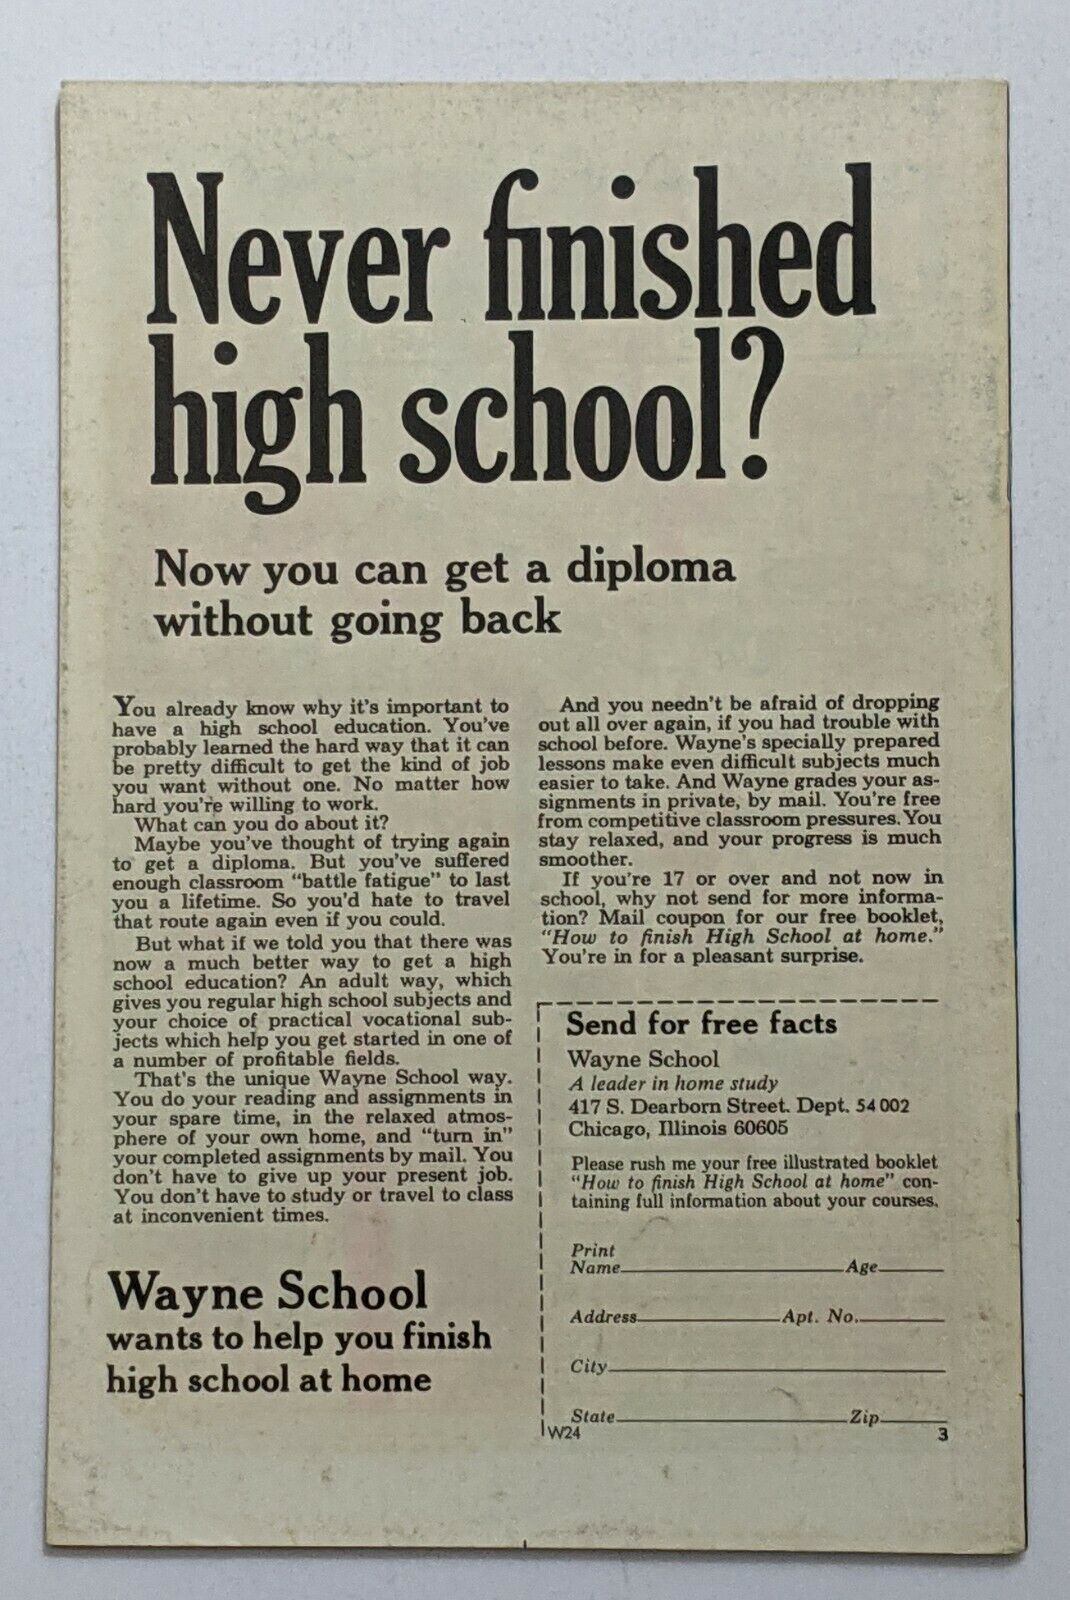 Never finished
high school?
Now you can get a diploma
without going back
You already know why it's important to
have a high school education. You've
probably learned the hard way that it can
be pretty difficult to get the kind of job
you want without one. No matter how
hard you're willing to work.
What can you do about it?
Maybe you've thought of trying again
to get a diploma. But you've suffered
enough classroom "battle fatigue" to last
you a lifetime. So you'd hate to travel
that route again even if you could.
But what if we told you that there was
now a much better way to get a high
school education? An adult way, which
gives you regular high school subjects and
your choice of practical vocational sub-
jects which help you get started in one of
a number of profitable fields.
That's the unique Wayne School way.
You do your reading and assignments in
your spare time, in the relaxed atmos-
phere of your own home, and "turn in"
your completed assignments by mail. You
don't have to give up your present job.
You don't have to study or travel to class
at inconvenient times.
Wayne School
wants to help you finish
high school at home
And you needn't be afraid of dropping
out all over again, if you had trouble with
school before. Wayne's specially prepared
lessons make even difficult subjects much
easier to take. And Wayne grades your as-
signments in private, by mail. You're free
from competitive classroom pressures. You
stay relaxed, and your progress is much
smoother.
If you're 17 or over and not now in
school, why not send for more informa-
tion? Mail coupon for our free booklet,
"How to finish High School at home."
You're in for a pleasant surprise.
Send for free facts
Wayne School
A leader in home study
417 S. Dearborn Street. Dept. 54 002
Chicago, Illinois 60605
Please rush me your free illustrated booklet
"How to finish High School at home" con-
taining full information about your courses.
Print
Name Age
Address Apt. No.
City
State Zip
W24 3